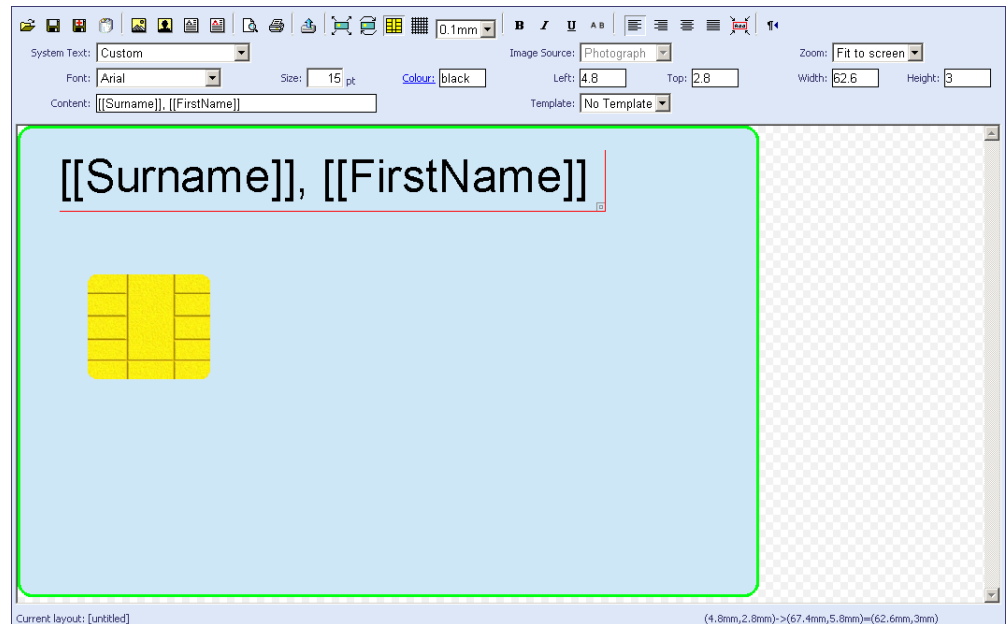 0.1mm B I U A B
System Text: Custom Image Source: Photograph Zoom: Fit to screen
Font: Arial Size: 15 pt Colour: black Left: 4.8 Top: 2.8 Width: 62.6 Height: 3
Content: [[Surname]], [[FirstName]] Template: No Template
[[Surname]], [[FirstName]]
Current layout: [untitled] (4.8mm,2.8mm)->(67.4mm,5.8mm)=(62.6mm,3mm)